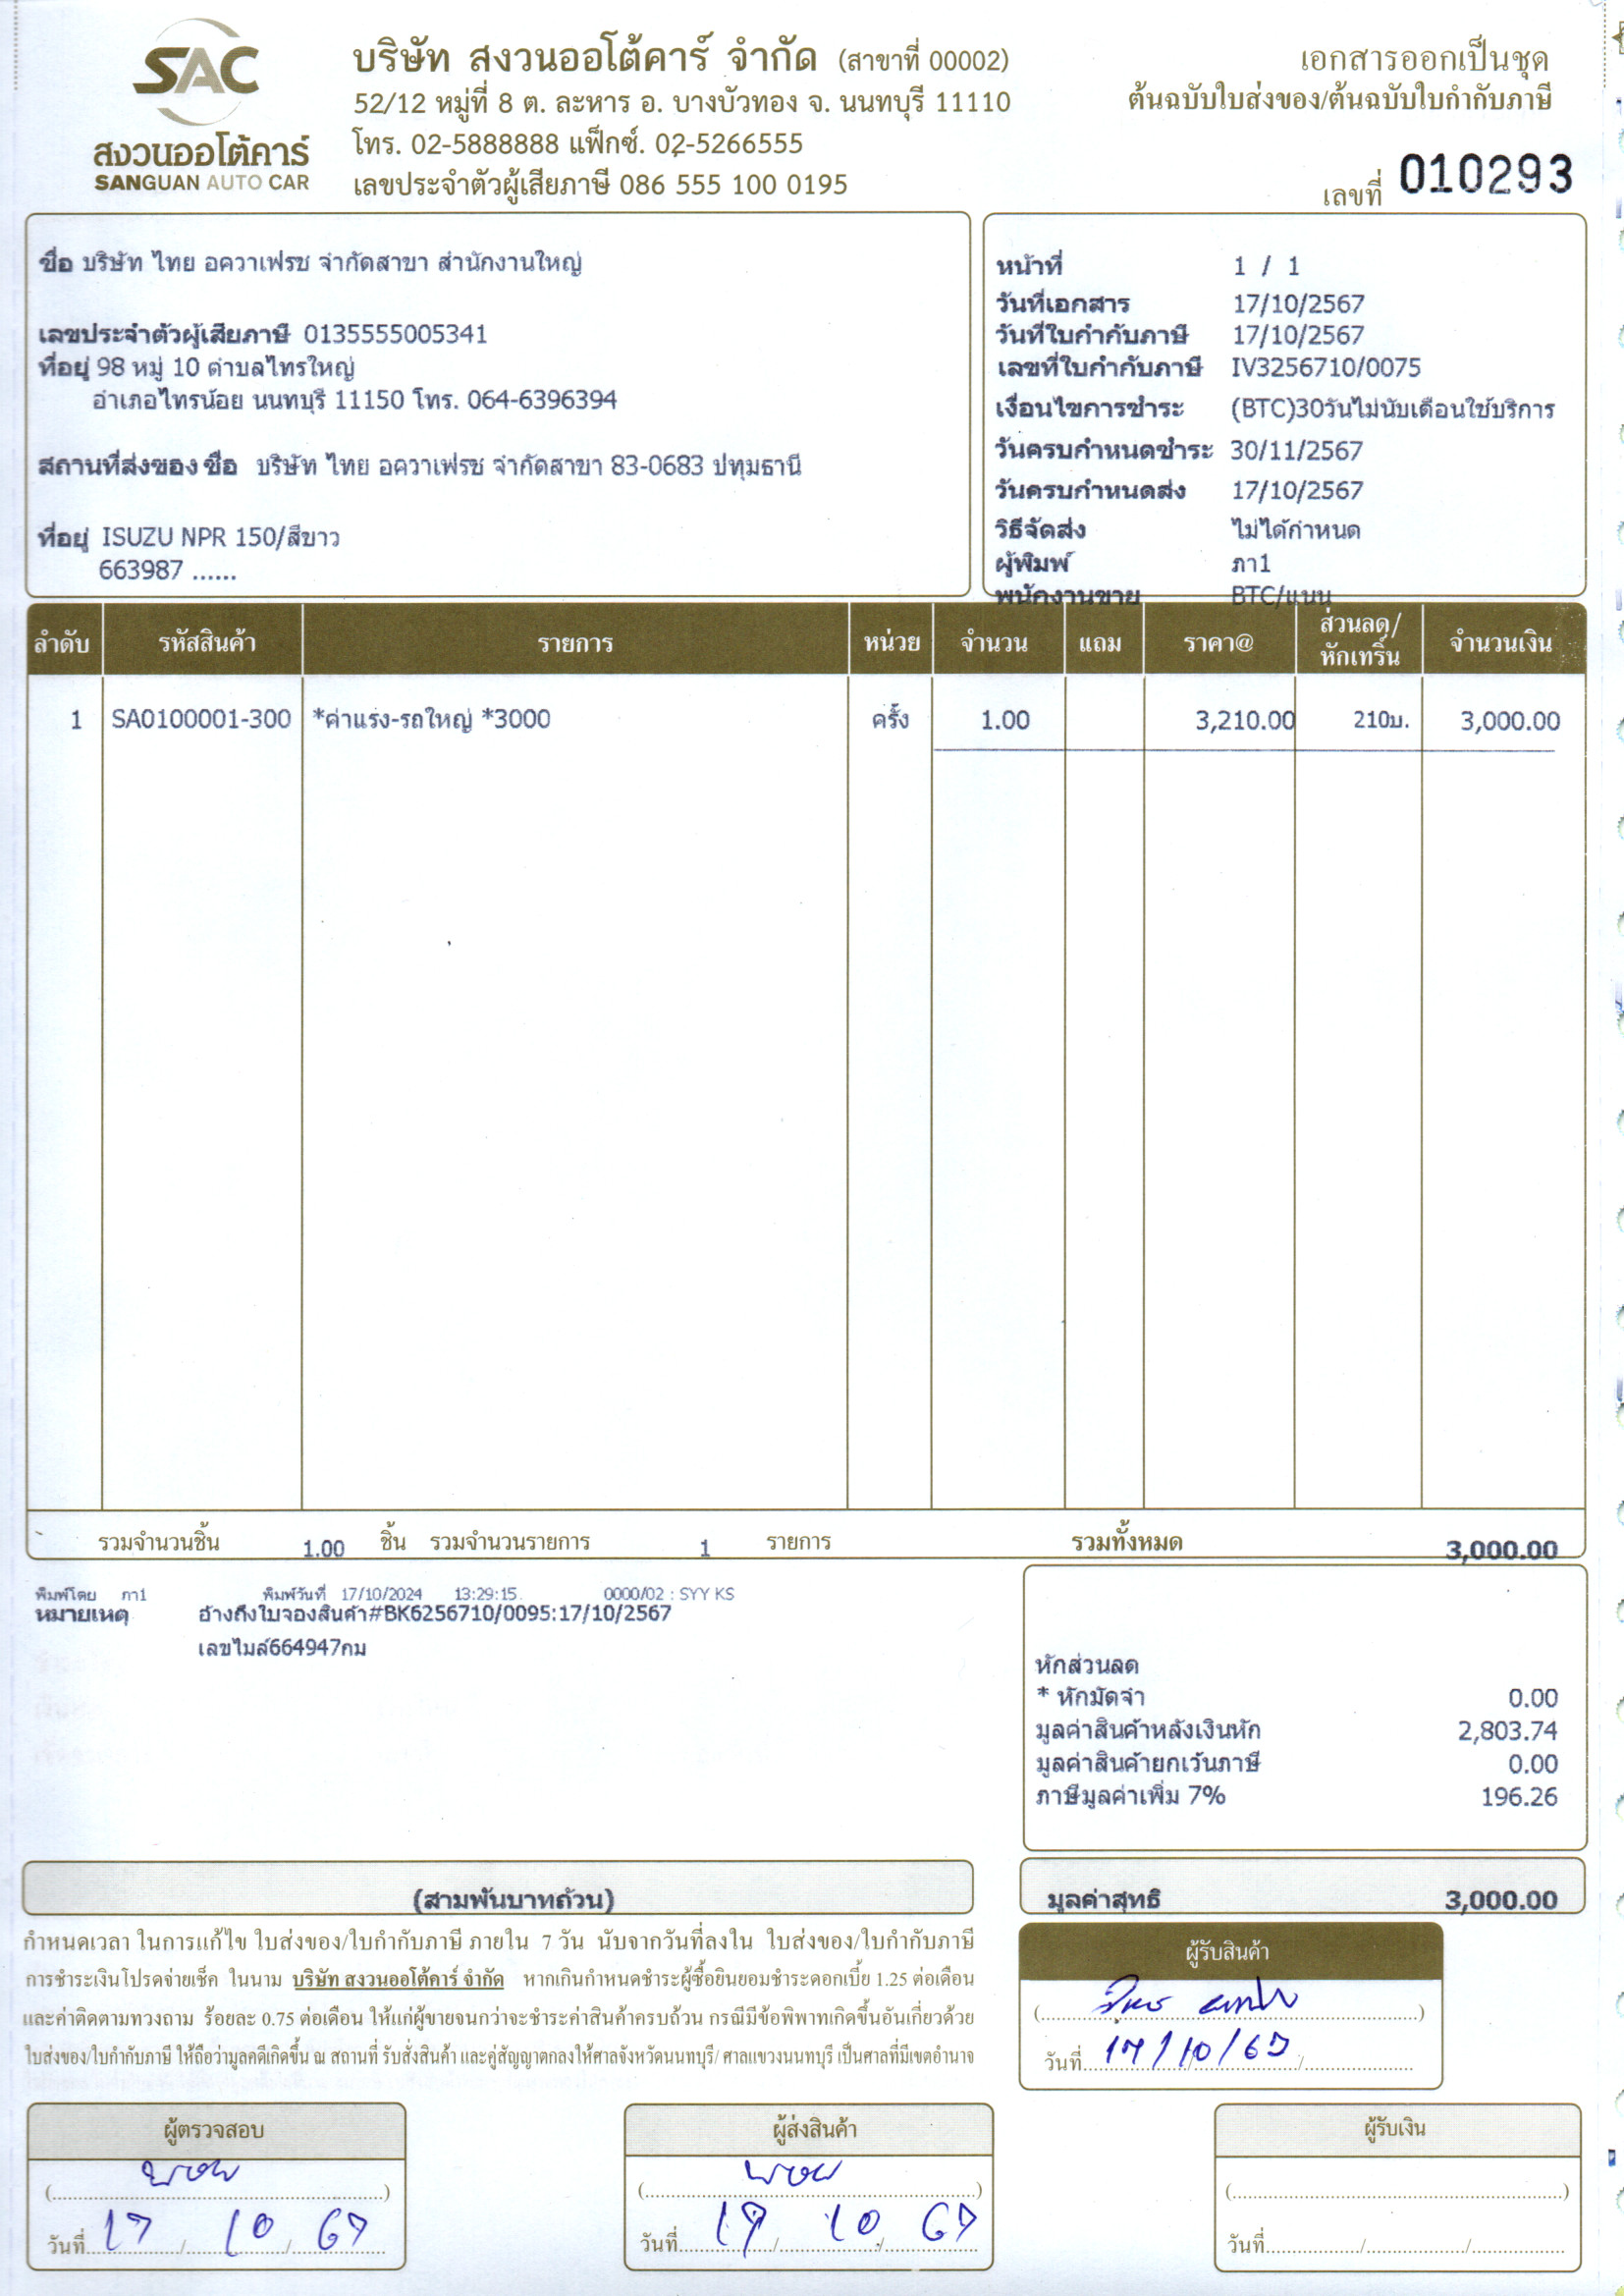 SAC
สงวนออโต้คาร์
SANGUAN AUTO CAR
บริษัท สงวนออโต้คาร์ จำกัด (สาขาที่ 00002)
52/12 หมู่ที่ 8 ต. ละหาร อ. บางบัวทอง จ. นนทบุรี 11110
โทร. 02-5888888 แฟ็กซ์. 02-5266555
เลขประจำตัวผู้เสียภาษี 086 555 100 0195
เอกสารออกเป็นชุด
ต้นฉบับใบส่งของ/ต้นฉบับใบกำกับภาษี
เลขที่ 010293
ชื่อ บริษัท ไทย อควาเฟรช จำกัดสาขา สำนักงานใหญ่
เลขประจำตัวผู้เสียภาษี 0135555005341
ที่อยู่ 98 หมู่ 10 ตำบลไทรใหญ่
อำเภอไทรน้อย นนทบุรี 11150 โทร. 064-6396394
สถานที่ส่งของ ชื่อ บริษัท ไทย อควาเฟรช จำกัดสาขา 83-0683 ปทุมธานี
ที่อยู่ ISUZU NPR 150/สีขาว
663987 ......
หน้าที่ 1 / 1
วันที่เอกสาร 17/10/2567
วันที่ใบกำกับภาษี 17/10/2567
เลขที่ใบกำกับภาษี IV3256710/0075
เงื่อนไขการชำระ (BTC)30วันไม่นับเดือนใช้บริการ
วันครบกำหนดชำระ 30/11/2567
วันครบกำหนดส่ง 17/10/2567
วิธีจัดส่ง ไม่ได้กำหนด
ผู้พิมพ์ ภา1
พนักงานขาย BTC/แนน
ลำดับ รหัสสินค้า รายการ หน่วย จำนวน แถม ราคา@ ส่วนลด/หักเทริ่น จำนวนเงิน
1 SA0100001-300 *ค่าแรง-รถใหญ่ *3000 ครั้ง 1.00 3,210.00 210บ. 3,000.00
รวมจำนวนชิ้น 1.00 ชิ้น รวมจำนวนรายการ 1 รายการ รวมทั้งหมด 3,000.00
พิมพ์โดย ภา1 พิมพ์วันที่ 17/10/2024 13:29:15 0000/02 : SYY KS
หมายเหตุ อ้างถึงใบจองสินค้า#BK6256710/0095:17/10/2567
เลขไมล์664947กม
หักส่วนลด
* หักมัดจำ 0.00
มูลค่าสินค้าหลังเงินหัก 2,803.74
มูลค่าสินค้ายกเว้นภาษี 0.00
ภาษีมูลค่าเพิ่ม 7% 196.26
(สามพันบาทถ้วน)
มูลค่าสุทธิ 3,000.00
กำหนดเวลา ในการแก้ไข ใบส่งของ/ใบกำกับภาษี ภายใน 7 วัน นับจากวันที่ลงใน ใบส่งของ/ใบกำกับภาษี
การชำระเงินโปรดจ่ายเช็ค ในนาม บริษัท สงวนออโต้คาร์ จำกัด หากเกินกำหนดชำระผู้ซื้อยินยอมชำระดอกเบี้ย 1.25 ต่อเดือน
และค่าติดตามทวงถาม ร้อยละ 0.75 ต่อเดือน ให้แก่ผู้ขายจนกว่าจะชำระค่าสินค้าครบถ้วน กรณีมีข้อพิพาทเกิดขึ้นอันเกี่ยวด้วย
ใบส่งของ/ใบกำกับภาษี ให้ถือว่ามูลคดีเกิดขึ้น ณ สถานที่ รับสั่งสินค้า และคู่สัญญาตกลงให้ศาลจังหวัดนนทบุรี/ ศาลแขวงนนทบุรี เป็นศาลที่มีเขตอำนาจ
ผู้รับสินค้า
วันที่ 17/10/67
ผู้ตรวจสอบ
วันที่ 17 / 10 / 67
ผู้ส่งสินค้า
วันที่ 17 / 10 / 67
ผู้รับเงิน
วันที่ / /